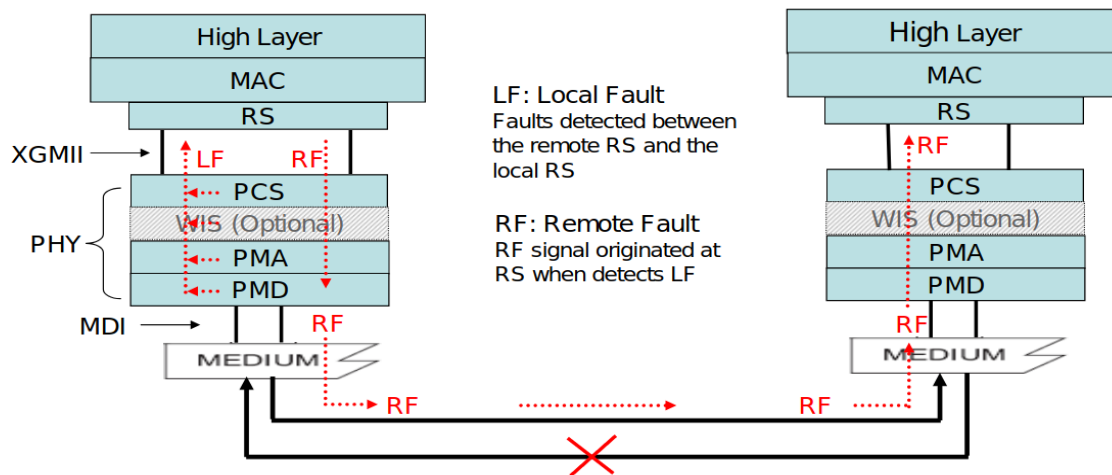 High Layer
MAC
RS
XGMII
LF
RF
PCS
WIS (Optional)
PHY
PMA
PMD
MDI
RF
MEDIUM
RF
LF: Local Fault
Faults detected between
the remote RS and the
local RS
RF: Remote Fault
RF signal originated at
RS when detects LF
High Layer
MAC
RS
RF
PCS
WIS (Optional)
PMA
PMD
RF
MEDIUM
RF